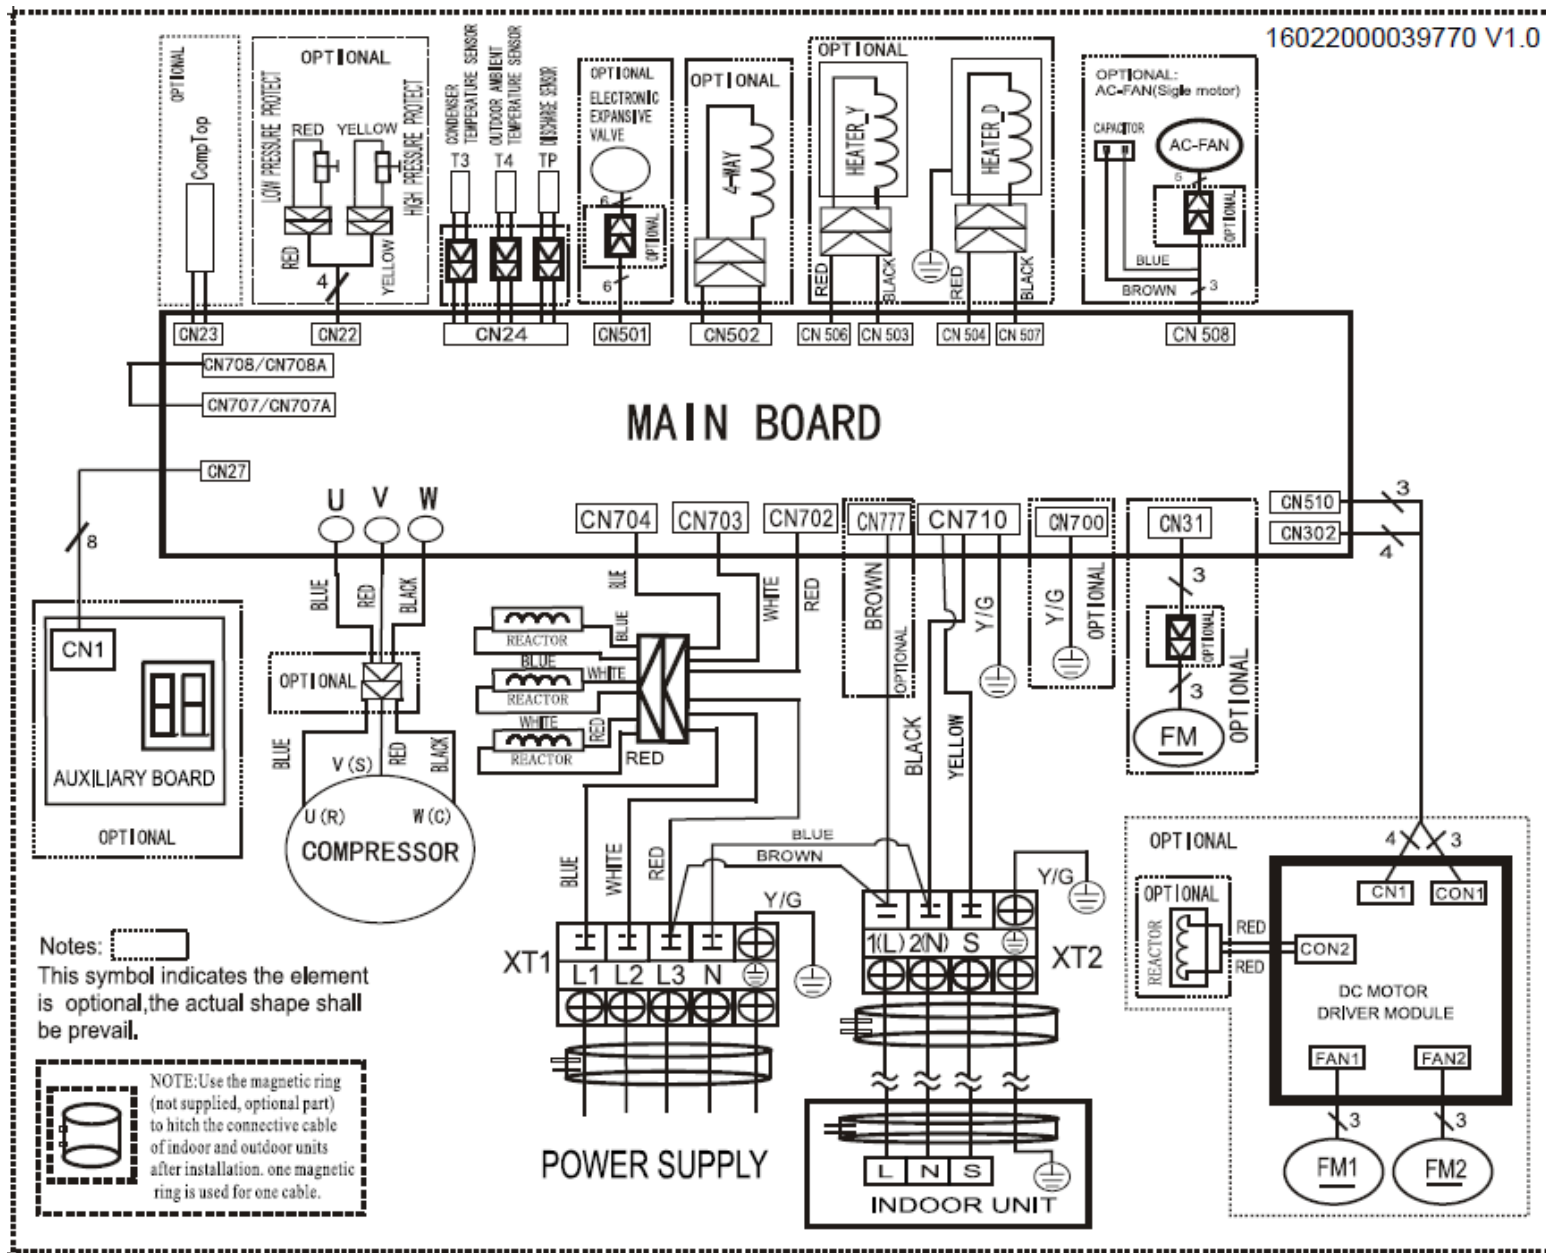 16022000039770 V1.0
OPTIONAL
CompTop
OPTIONAL
LOW PRESSURE PROTECT
RED
YELLOW
HIGH PRESSURE PROTECT
RED
YELLOW
4
CONDENSER
TEMPERATURE SENSOR
T3
OUTDOOR AMBIENT
TEMPERATURE SENSOR
T4
DISCHARGE SENSOR
TP
OPTIONAL
ELECTRONIC
EXPANSIVE
VALVE
OPTIONAL
6
OPTIONAL
4-WAY
OPTIONAL
HEATER_Y
HEATER_D
RED
BLACK
RED
BLACK
OPTIONAL:
AC-FAN(Sigle motor)
CAPACITOR
AC-FAN
6
OPTIONAL
BLUE
BROWN
3
CN23
CN22
CN24
CN501
CN502
CN 506
CN 503
CN 504
CN 507
CN 508
CN708/CN708A
CN707/CN707A
MAIN BOARD
CN27
8
U
V
W
CN704
CN703
CN702
CN777
CN710
CN700
CN31
CN510
CN302
3
4
BLUE
RED
BLACK
BLUE
WHITE
RED
BROWN
OPTIONAL
Y/G
Y/G
OPTIONAL
3
OPTIONAL
3
FM
OPTIONAL
CN1
AUXILIARY BOARD
OPTIONAL
OPTIONAL
BLUE
V(S)
RED
BLACK
U(R)
W(C)
COMPRESSOR
REACTOR
BLUE
BLUE
REACTOR
WHITE
WHITE
REACTOR
RED
RED
BLACK
YELLOW
BLUE
WHITE
RED
BLUE
BROWN
Y/G
Y/G
XT1
L1
L2
L3
N
1(L)
2(N)
S
XT2
POWER SUPPLY
L
N
S
INDOOR UNIT
OPTIONAL
4
3
OPTIONAL
REACTOR
RED
RED
CN1
CON1
CON2
DC MOTOR
DRIVER MODULE
FAN1
FAN2
3
3
FM1
FM2
Notes:
This symbol indicates the element
is optional,the actual shape shall
be prevail.
NOTE:Use the magnetic ring
(not supplied, optional part)
to hitch the connective cable
of indoor and outdoor units
after installation. one magnetic
ring is used for one cable.